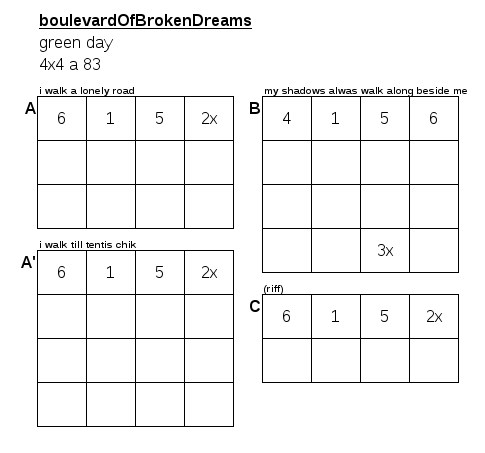 boulevardOfBrokenDreams
green day
4x4 a 83
i walk a lonely road
A
6 1 5 2x
i walk till tentis chik
A'
6 1 5 2x
my shadows alwas walk along beside me
B
4 1 5 6
3x
(riff)
C
6 1 5 2x